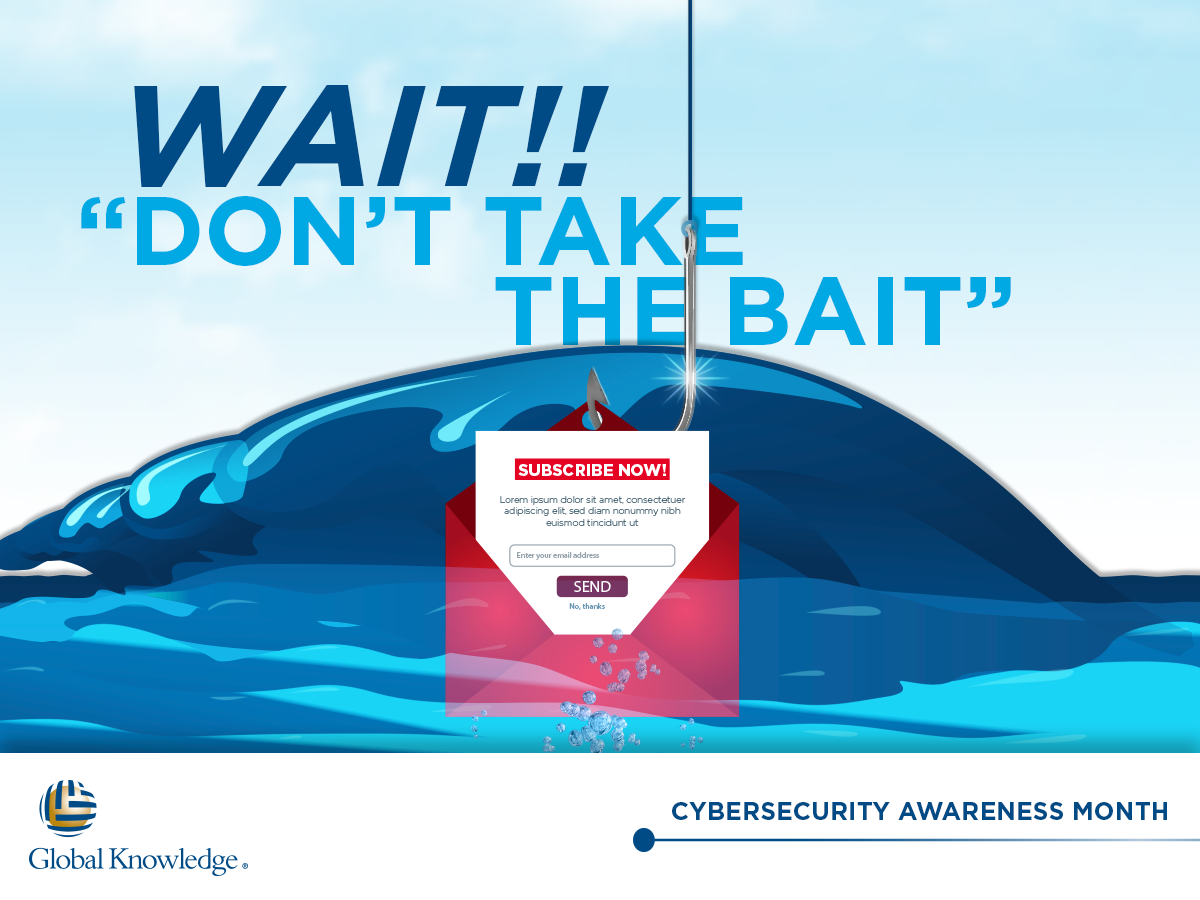 WAIT!!
“DON’T TAKE
THE BAIT”
SUBSCRIBE NOW!
Lorem ipsum dolor sit amet, consectetuer
adipiscing elit, sed diam nonummy nibh
euismod tincidunt ut
Enter your email address
SEND
No, thanks
CYBERSECURITY AWARENESS MONTH
Global Knowledge®